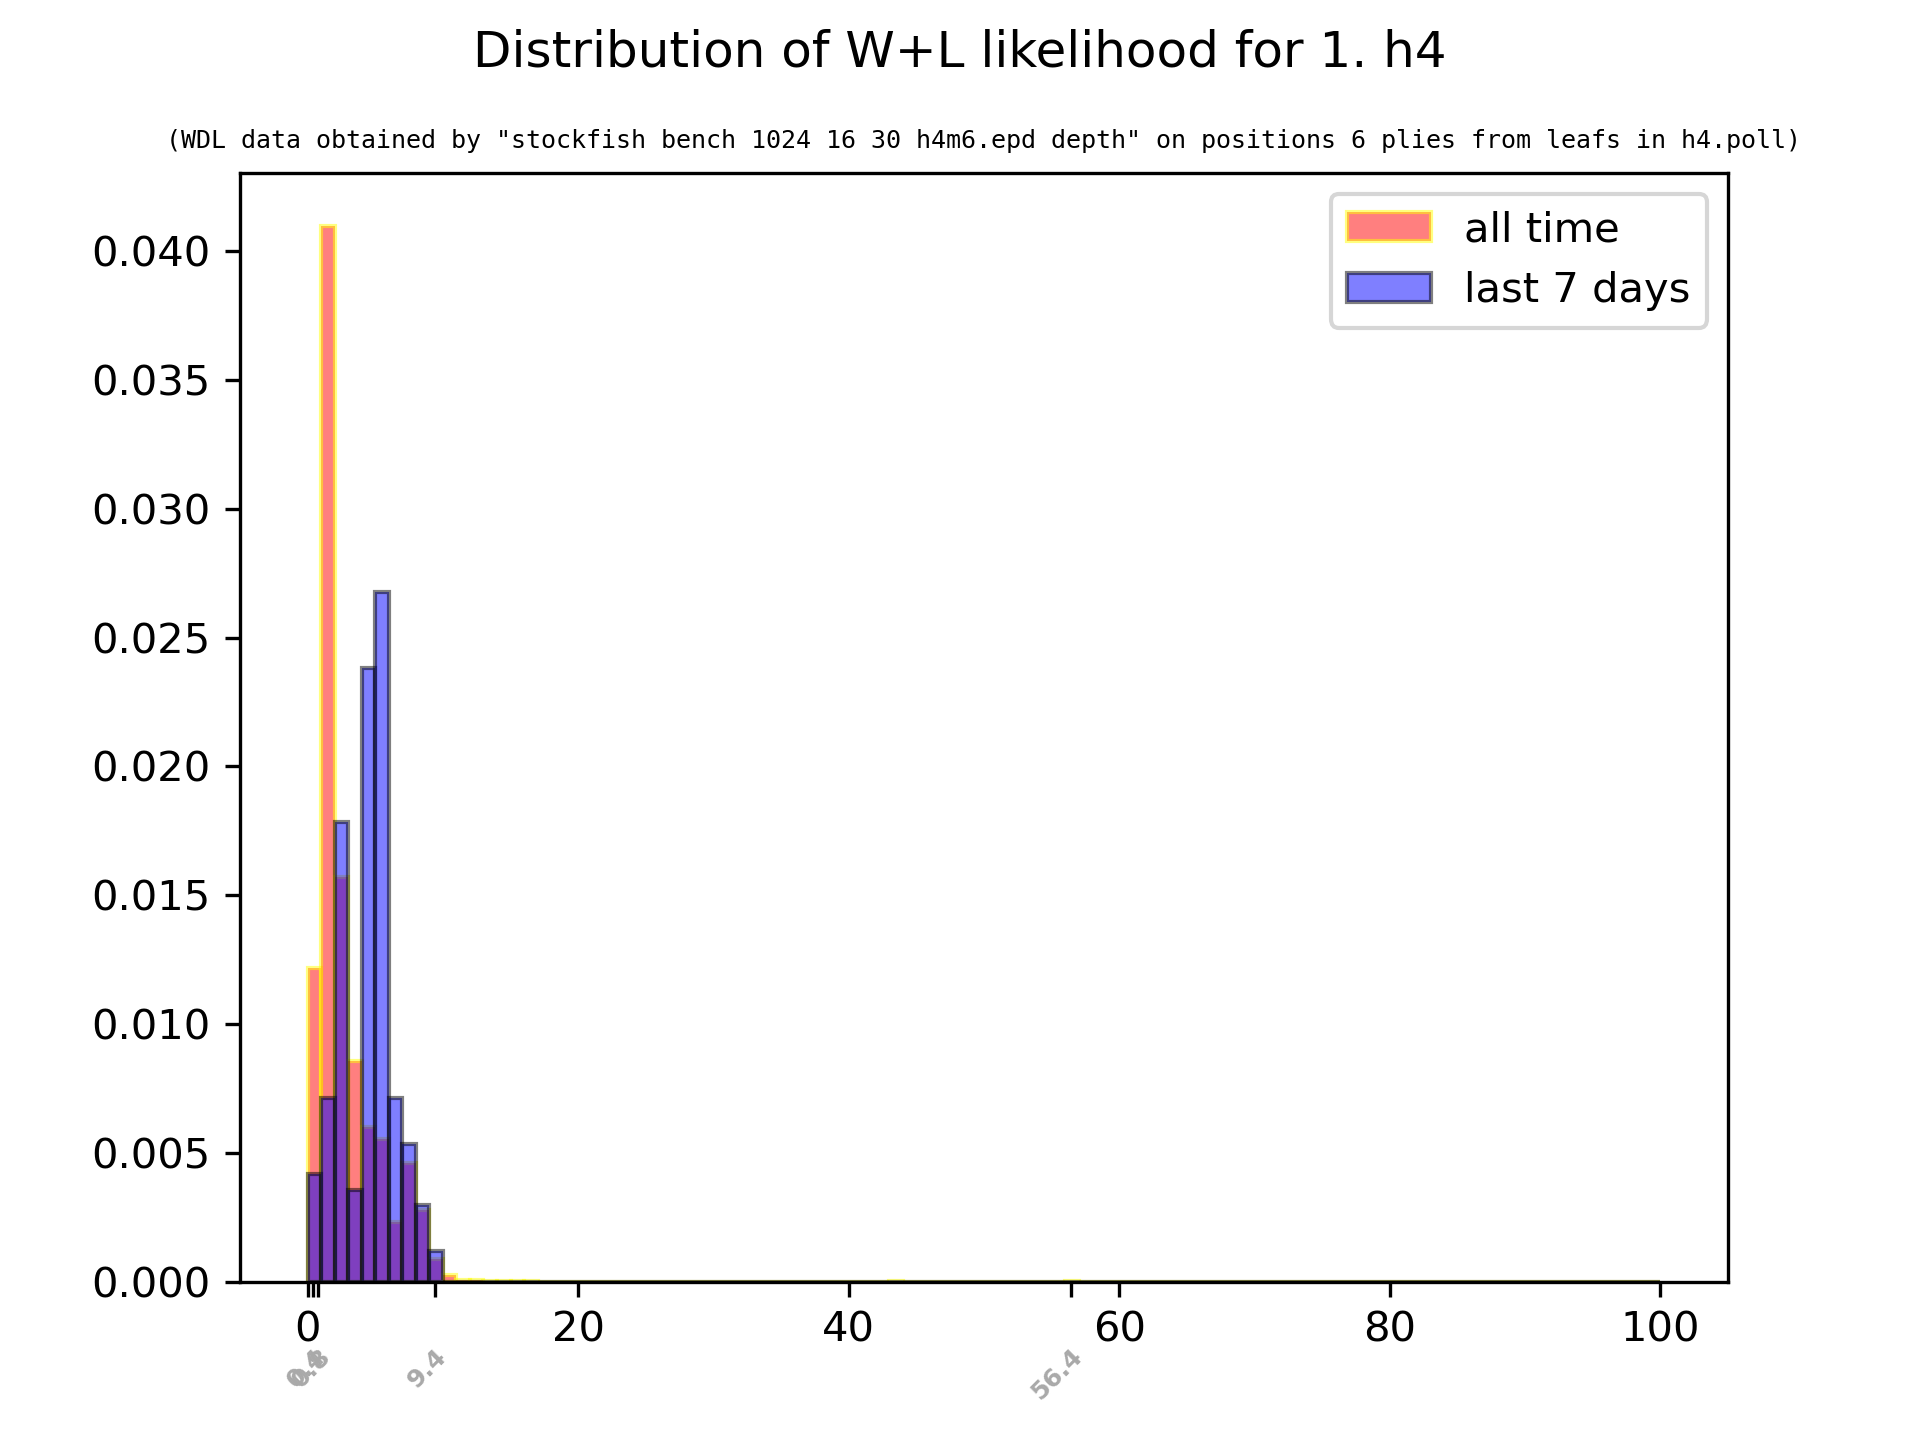 Distribution of W+L likelihood for 1. h4
(WDL data obtained by "stockfish bench 1024 16 30 h4m6.epd depth" on positions 6 plies from leafs in h4.poll)
all time
last 7 days
0.040
0.035
0.030
0.025
0.020
0.015
0.010
0.005
0.000
0 20 40 60 80 100
9.4 56.4